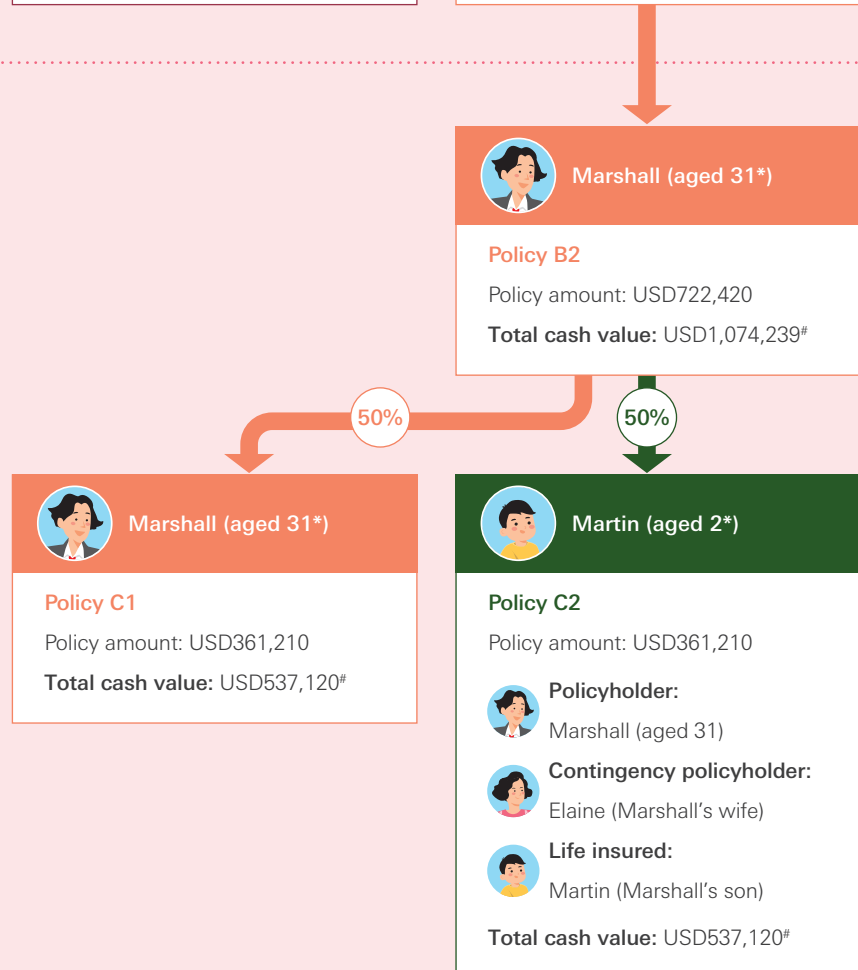 Marshall (aged 31*)
Policy B2
Policy amount: USD722,420
Total cash value: USD1,074,239#
50%
50%
Marshall (aged 31*)
Policy C1
Policy amount: USD361,210
Total cash value: USD537,120#
Martin (aged 2*)
Policy C2
Policy amount: USD361,210
Policyholder:
Marshall (aged 31)
Contingency policyholder:
Elaine (Marshall’s wife)
Life insured:
Martin (Marshall’s son)
Total cash value: USD537,120#